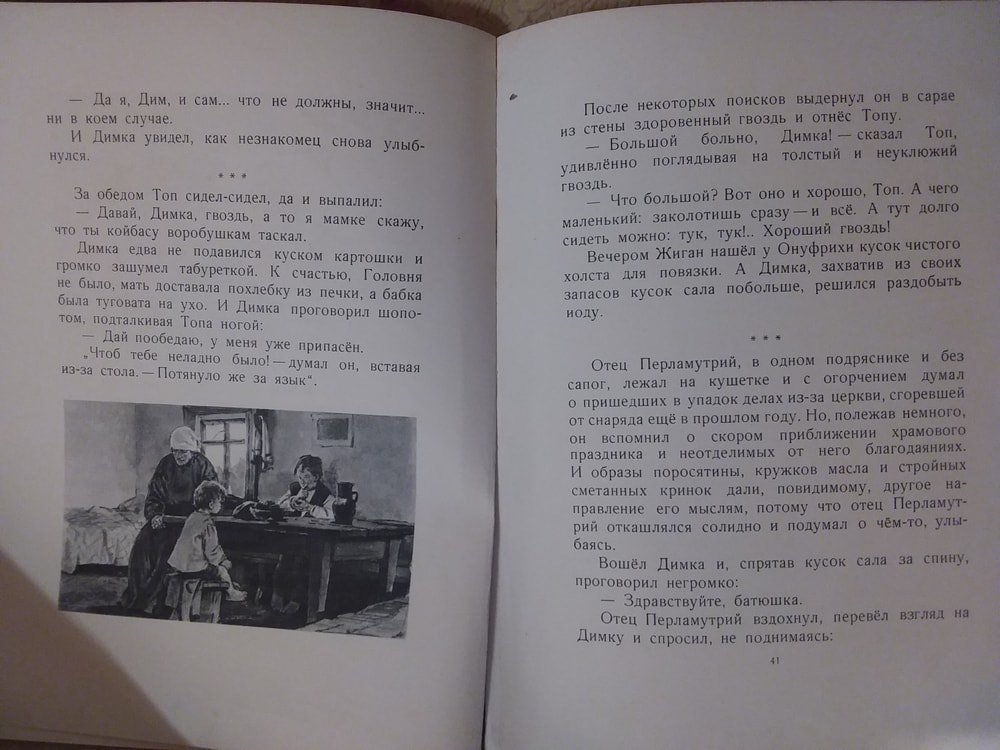 — Да я, Дим, и сам... что не должны, значит...
ни в коем случае.
И Димка увидел, как незнакомец снова улыб-
нулся.
* * *
За обедом Топ сидел-сидел, да и выпалил:
— Давай, Димка, гвоздь, а то я мамке скажу,
что ты койбасу воробушкам таскал.
Димка едва не подавился куском картошки и
громко зашумел табуреткой. К счастью, Головня
не было, мать доставала похлебку из печки, а бабка
была туговата на ухо. И Димка проговорил шопо-
том, подталкивая Топа ногой:
— Дай пообедаю, у меня уже припасён.
„Чтоб тебе неладно было! — думал он, вставая
из-за стола. — Потянуло же за язык“.
После некоторых поисков выдернул он в сарае
из стены здоровенный гвоздь и отнёс Топу.
— Большой больно, Димка! — сказал Топ,
удивлённо поглядывая на толстый и неуклюжий
гвоздь.
— Что большой? Вот оно и хорошо, Топ. А чего
маленький: заколотишь сразу — и всё. А тут долго
сидеть можно: тук, тук!.. Хороший гвоздь!
Вечером Жиган нашёл у Онуфрихи кусок чистого
холста для повязки. А Димка, захватив из своих
запасов кусок сала побольше, решился раздобыть
иоду.
* * *
Отец Перламутрий, в одном подряснике и без
сапог, лежал на кушетке и с огорчением думал
о пришедших в упадок делах из-за церкви, сгоревшей
от снаряда ещё в прошлом году. Но, полежав немного,
он вспомнил о скором приближении храмового
праздника и неотделимых от него благодаяниях.
И образы поросятины, кружков масла и стройных
сметанных кринок дали, повидимому, другое на-
правление его мыслям, потому что отец Перламут-
рий откашлялся солидно и подумал о чём-то, улы-
баясь.
Вошёл Димка и, спрятав кусок сала за спину,
проговорил негромко:
— Здравствуйте, батюшка.
Отец Перламутрий вздохнул, перевёл взгляд на
Димку и спросил, не поднимаясь:
41